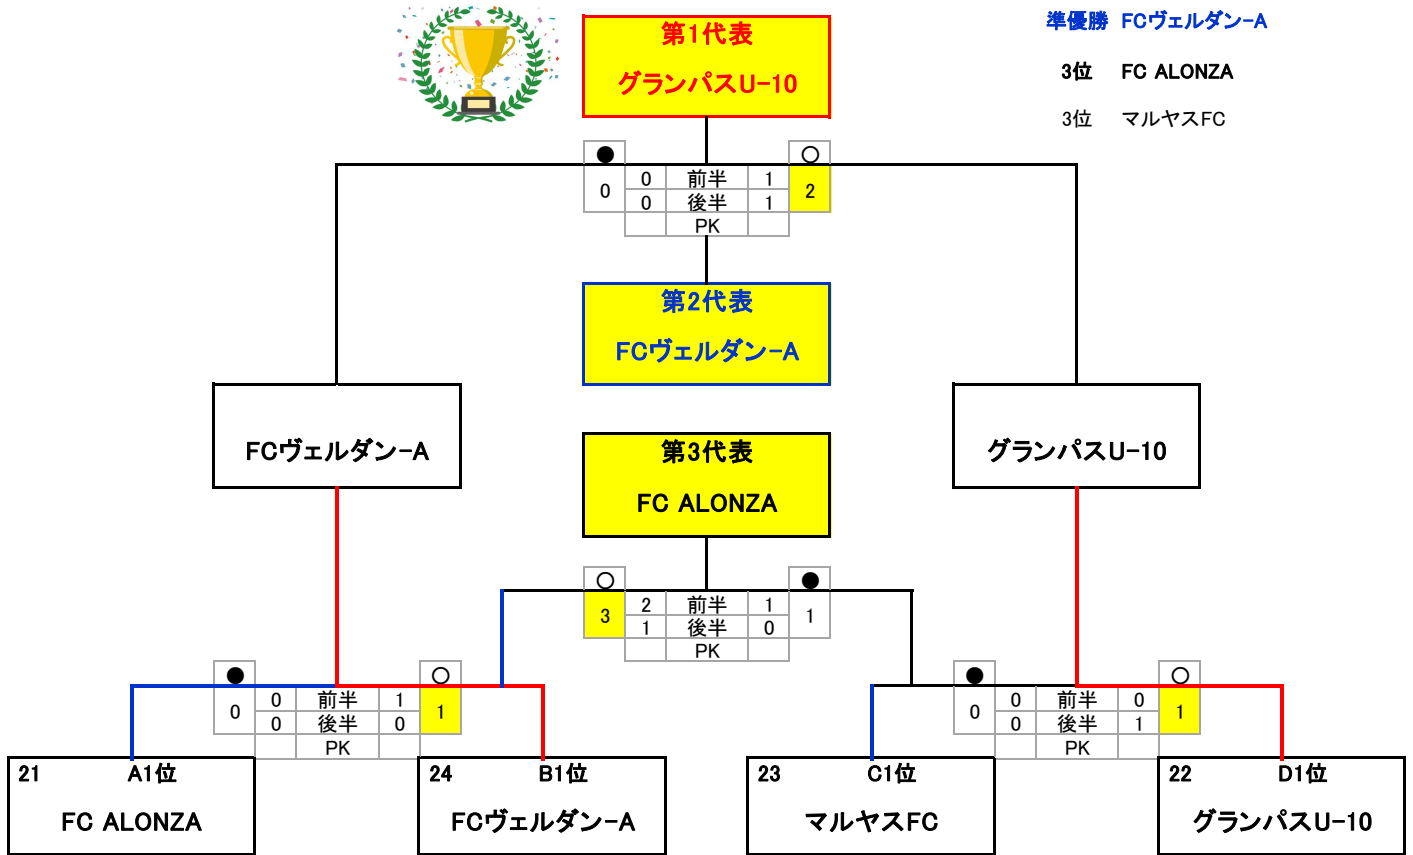 第1代表
グランパスU-10
準優勝 FCヴェルダン-A
3位 FC ALONZA
3位 マルヤスFC
● ○
0 0 前半 1 2
0 後半 1
PK
第2代表
FCヴェルダン-A
FCヴェルダン-A
グランパスU-10
第3代表
FC ALONZA
○ ●
3 2 前半 1 1
1 後半 0
PK
● ○
0 0 前半 1 1
0 後半 0
PK
● ○
0 0 前半 0 1
0 後半 1
PK
21 A1位
FC ALONZA
24 B1位
FCヴェルダン-A
23 C1位
マルヤスFC
22 D1位
グランパスU-10